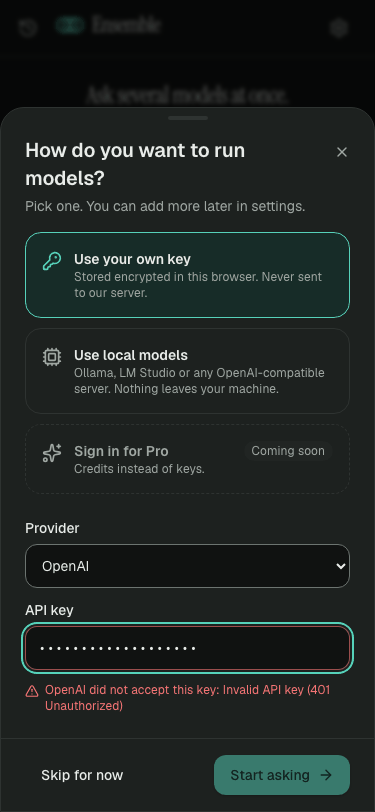 Ensemble
Ask several models at once.
How do you want to run
models?
Pick one. You can add more later in settings.
Use your own key
Stored encrypted in this browser. Never sent
to our server.
Use local models
Ollama, LM Studio or any OpenAI-compatible
server. Nothing leaves your machine.
Sign in for Pro
Coming soon
Credits instead of keys.
Provider
OpenAI
API key
•••••••••••••••••••
OpenAI did not accept this key: Invalid API key (401
Unauthorized)
Skip for now
Start asking →